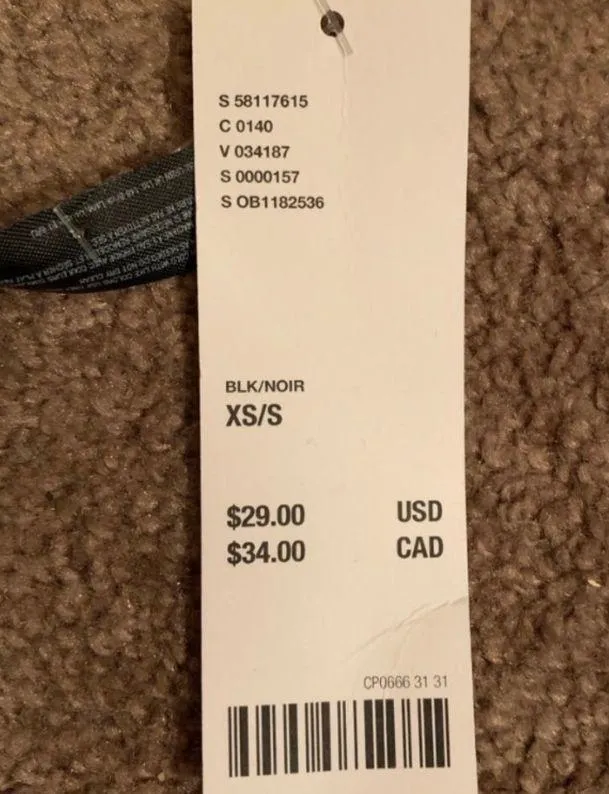 S 58117615
C 0140
V 034187
S 0000157
S OB1182536
BLK/NOIR
XS/S
$29.00 USD
$34.00 CAD
CP0666 31 31